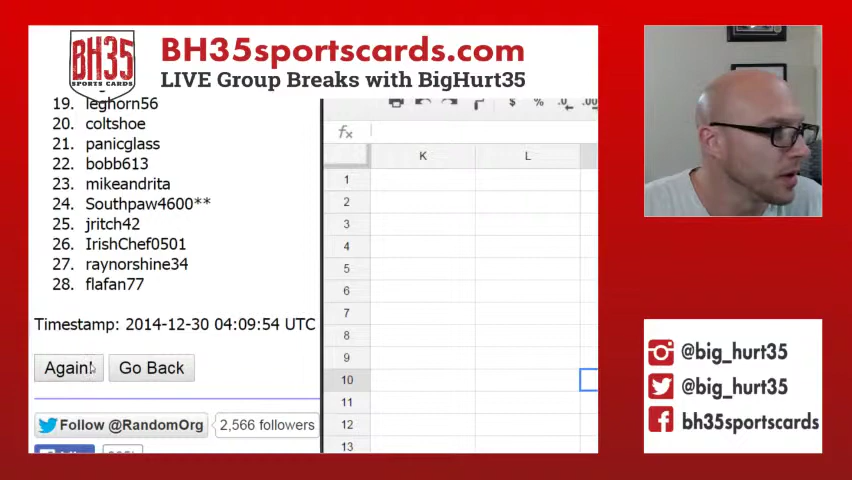 BH35
SPORTS CARDS
BH35sportscards.com
LIVE Group Breaks with BigHurt35
19. leghorn56
20. coltshoe
21. panicglass
22. bobb613
23. mikeandrita
24. Southpaw4600**
25. jritch42
26. IrishChef0501
27. raynorshine34
28. flafan77
Timestamp: 2014-12-30 04:09:54 UTC
Again! Go Back
Follow @RandomOrg 2,566 followers
$ % .0 .00
fx
K L
1
2
3
4
5
6
7
8
9
10
11
12
13
@big_hurt35
@big_hurt35
bh35sportscards